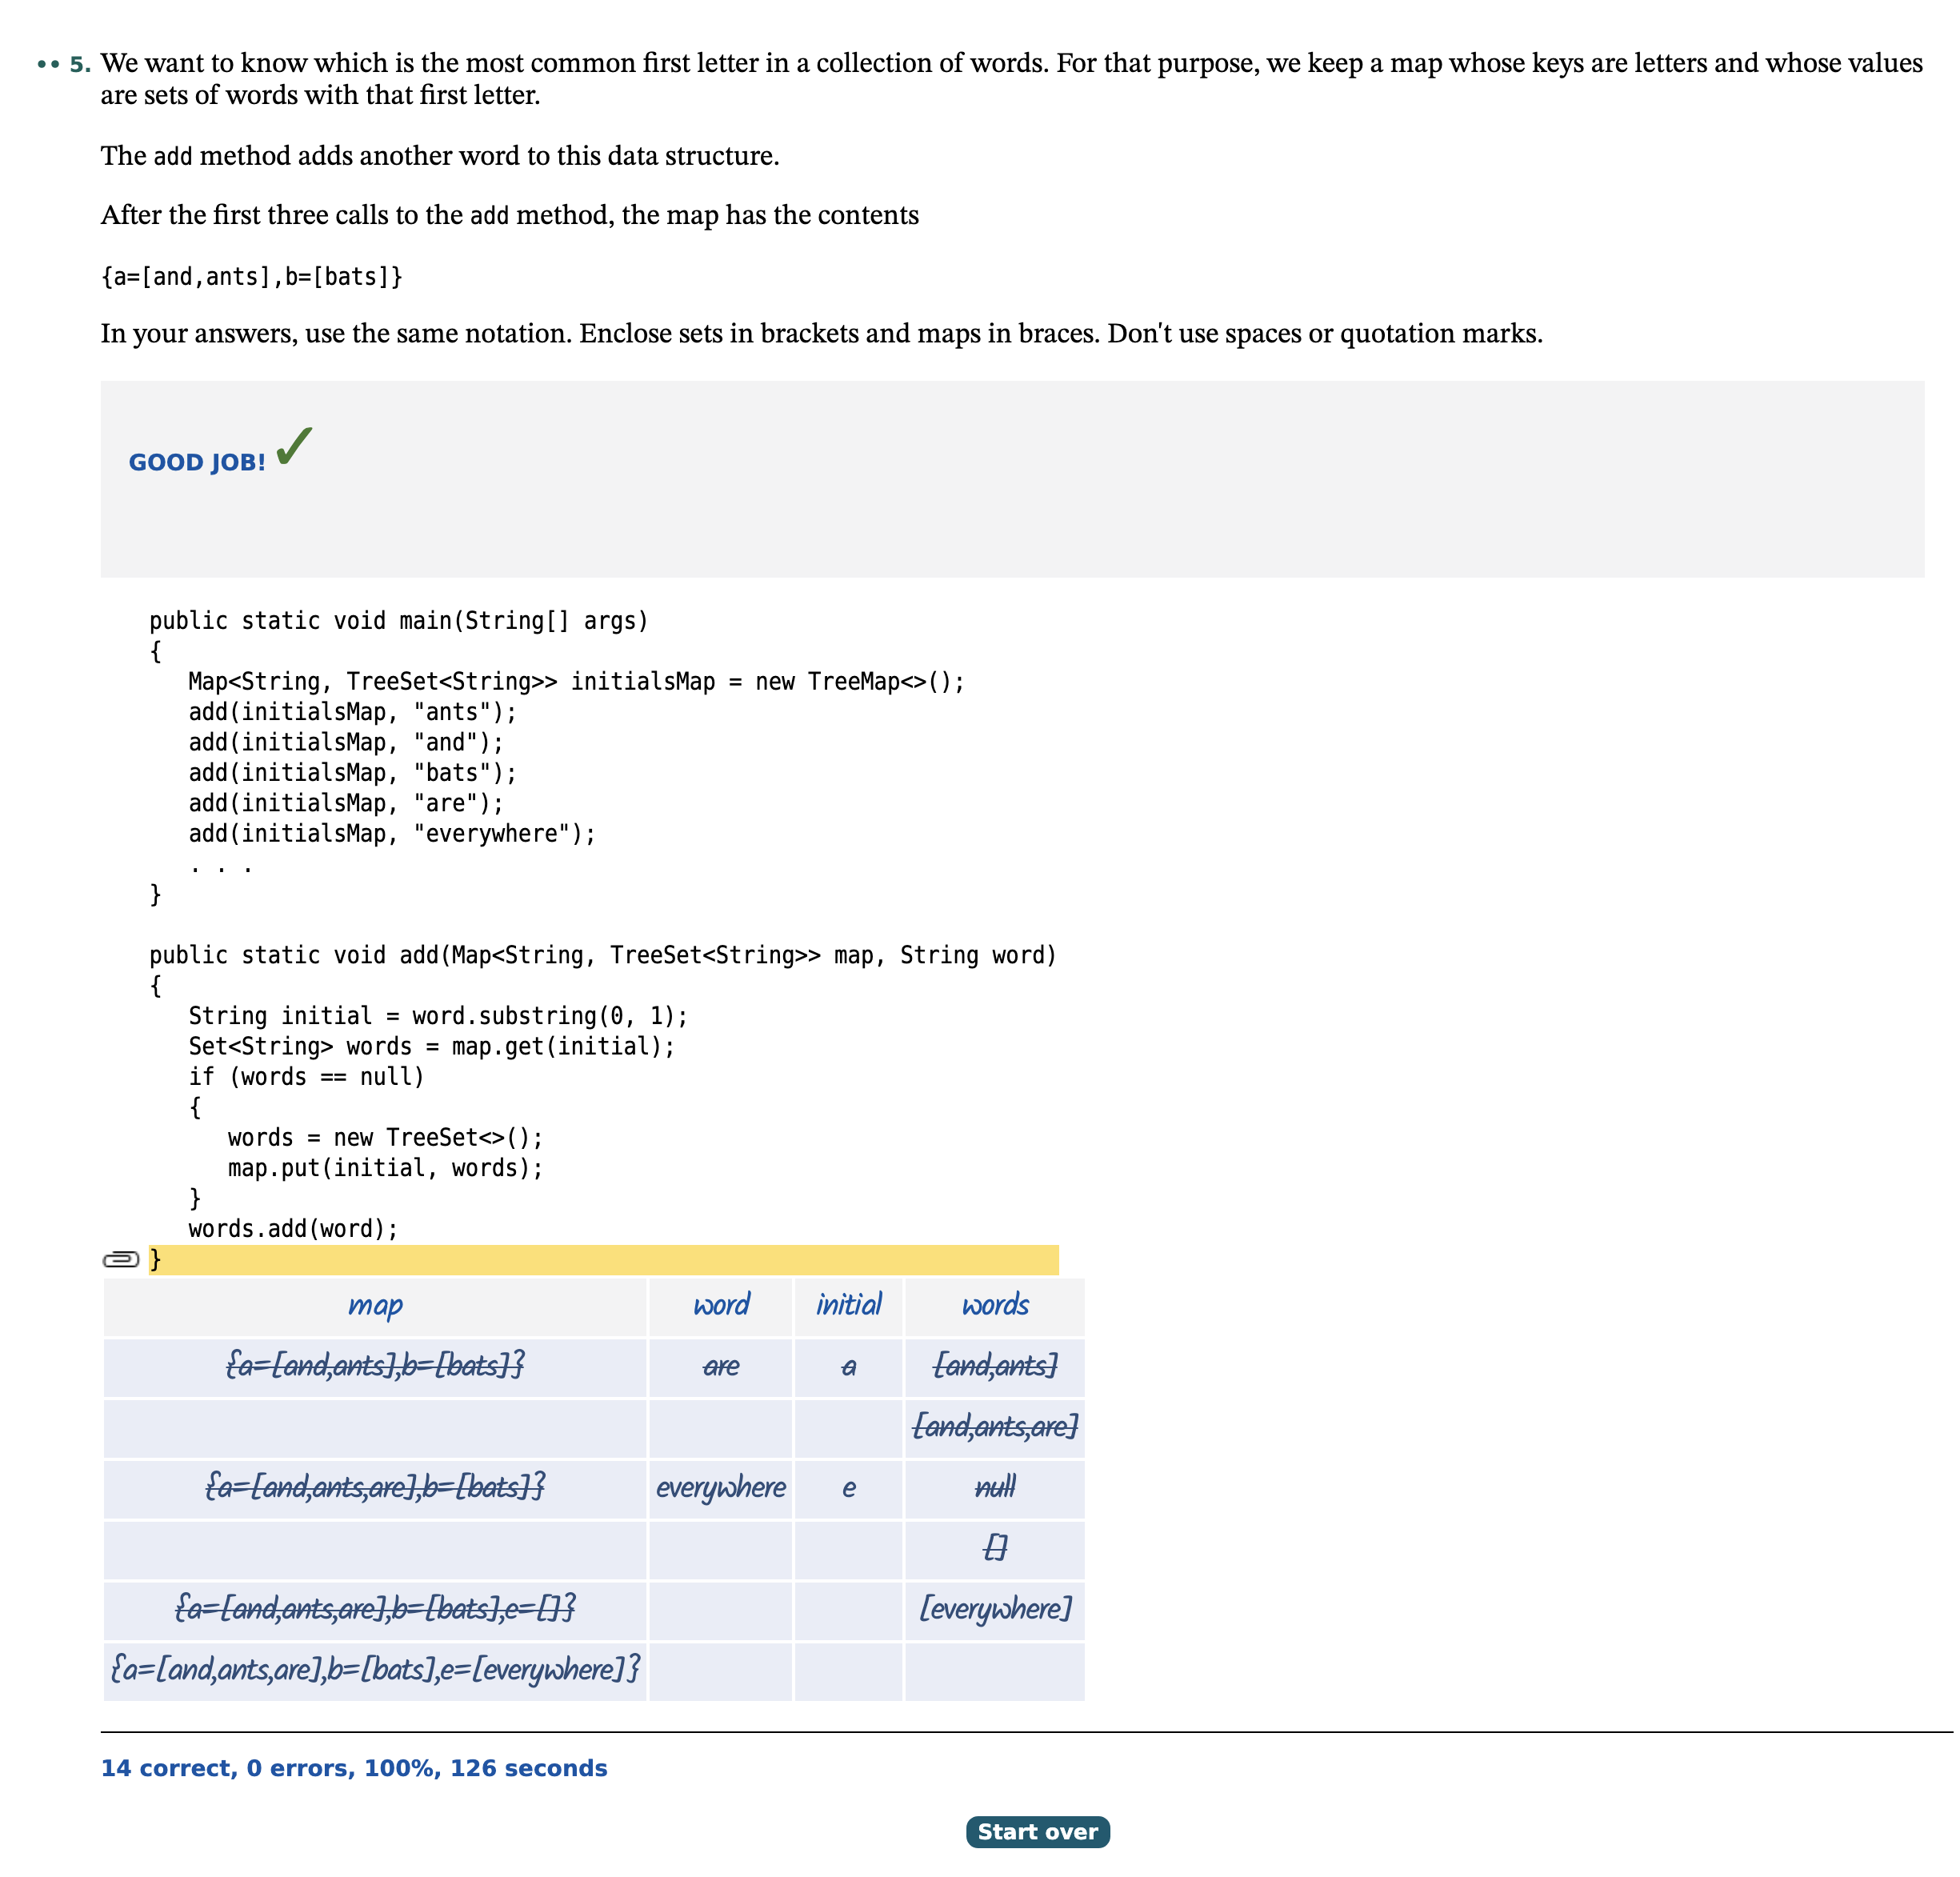 •• 5. We want to know which is the most common first letter in a collection of words. For that purpose, we keep a map whose keys are letters and whose values
are sets of words with that first letter.
The add method adds another word to this data structure.
After the first three calls to the add method, the map has the contents
{a=[and,ants],b=[bats]}
In your answers, use the same notation. Enclose sets in brackets and maps in braces. Don't use spaces or quotation marks.
GOOD JOB! ✓
public static void main(String[] args)
{
   Map<String, TreeSet<String>> initialsMap = new TreeMap<>();
   add(initialsMap, "ants");
   add(initialsMap, "and");
   add(initialsMap, "bats");
   add(initialsMap, "are");
   add(initialsMap, "everywhere");
   . . .
}
public static void add(Map<String, TreeSet<String>> map, String word)
{
   String initial = word.substring(0, 1);
   Set<String> words = map.get(initial);
   if (words == null)
   {
      words = new TreeSet<>();
      map.put(initial, words);
   }
   words.add(word);
}
map word initial words
{a=[and,ants],b=[bats]} are a [and,ants]
[and,ants,are]
{a=[and,ants,are],b=[bats]} everywhere e null
[]
{a=[and,ants,are],b=[bats],e=[]} [everywhere]
{a=[and,ants,are],b=[bats],e=[everywhere]}
14 correct, 0 errors, 100%, 126 seconds
Start over